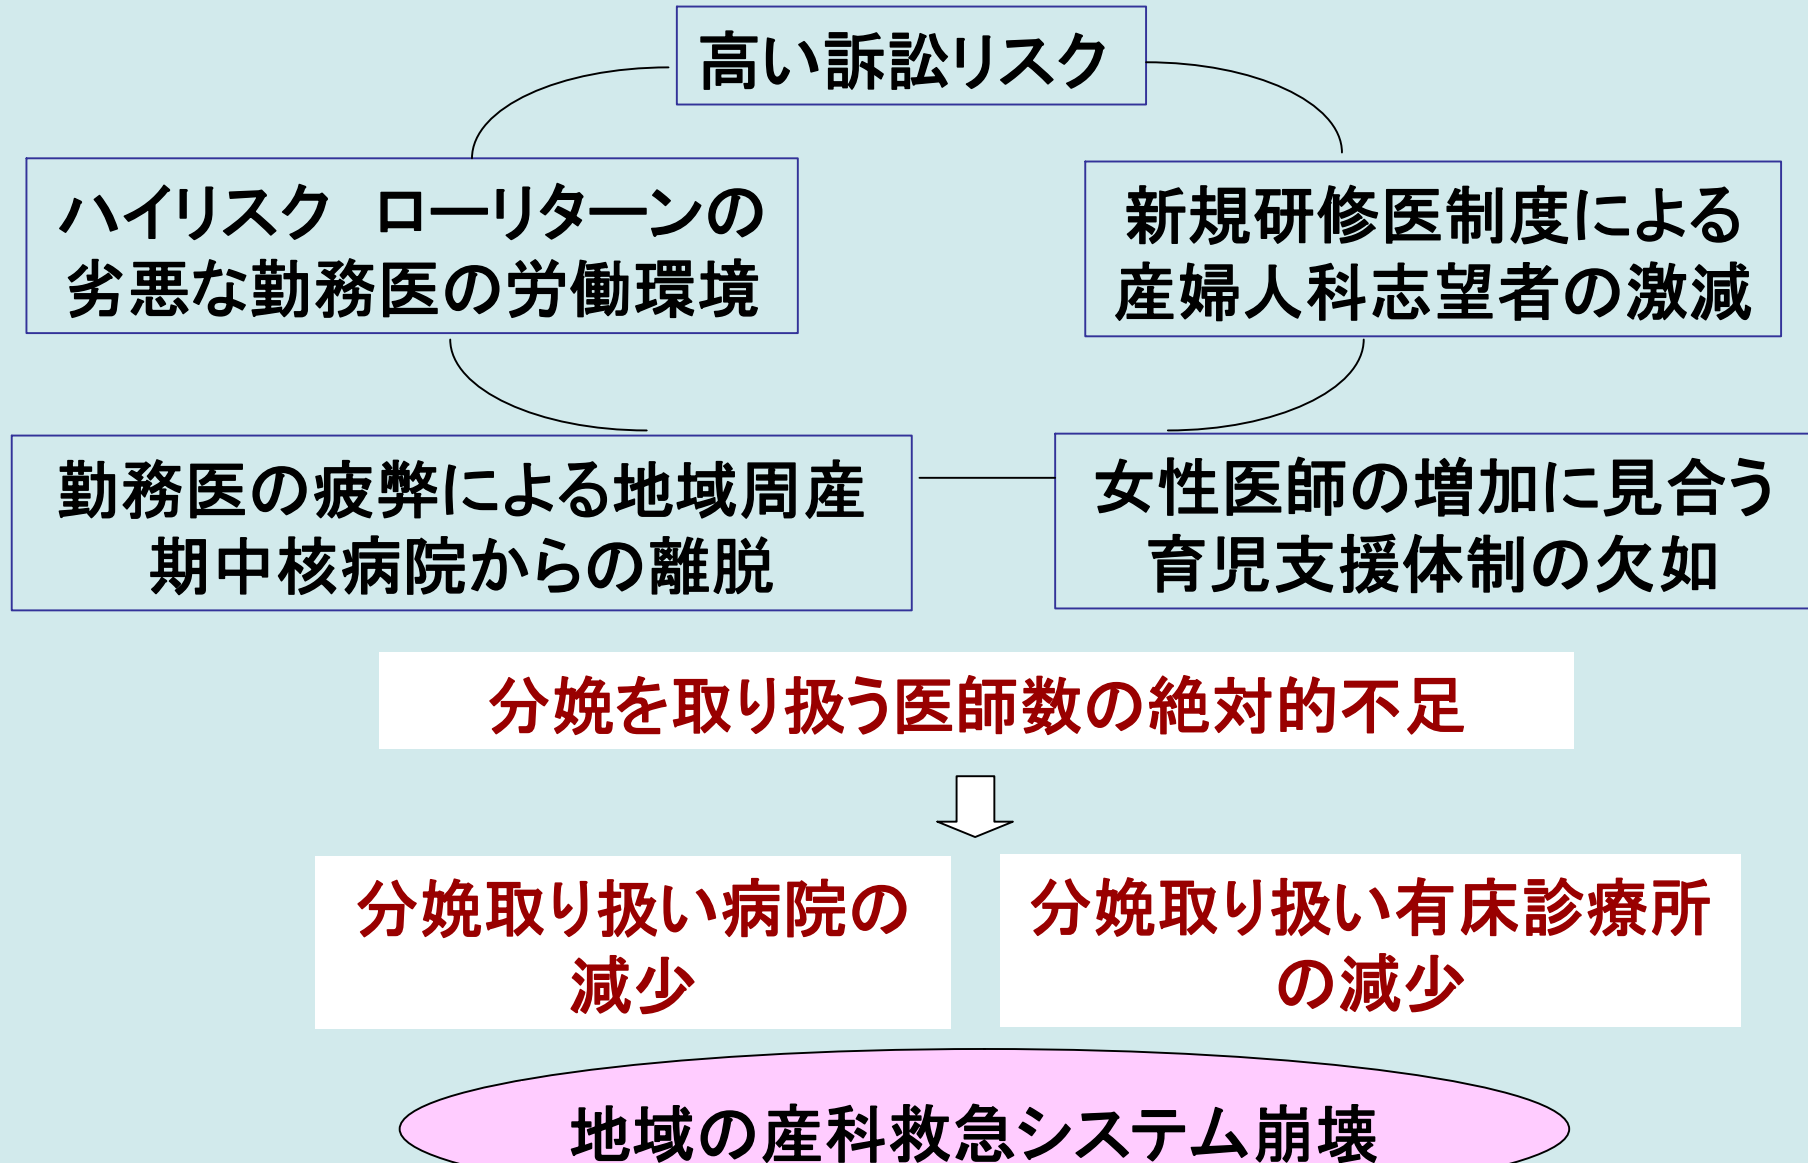 高い訴訟リスク
ハイリスク　ローリターンの
劣悪な勤務医の労働環境
新規研修医制度による
産婦人科志望者の激減
勤務医の疲弊による地域周産
期中核病院からの離脱
女性医師の増加に見合う
育児支援体制の欠如
分娩を取り扱う医師数の絶対的不足
分娩取り扱い病院の
減少
分娩取り扱い有床診療所
の減少
地域の産科救急システム崩壊